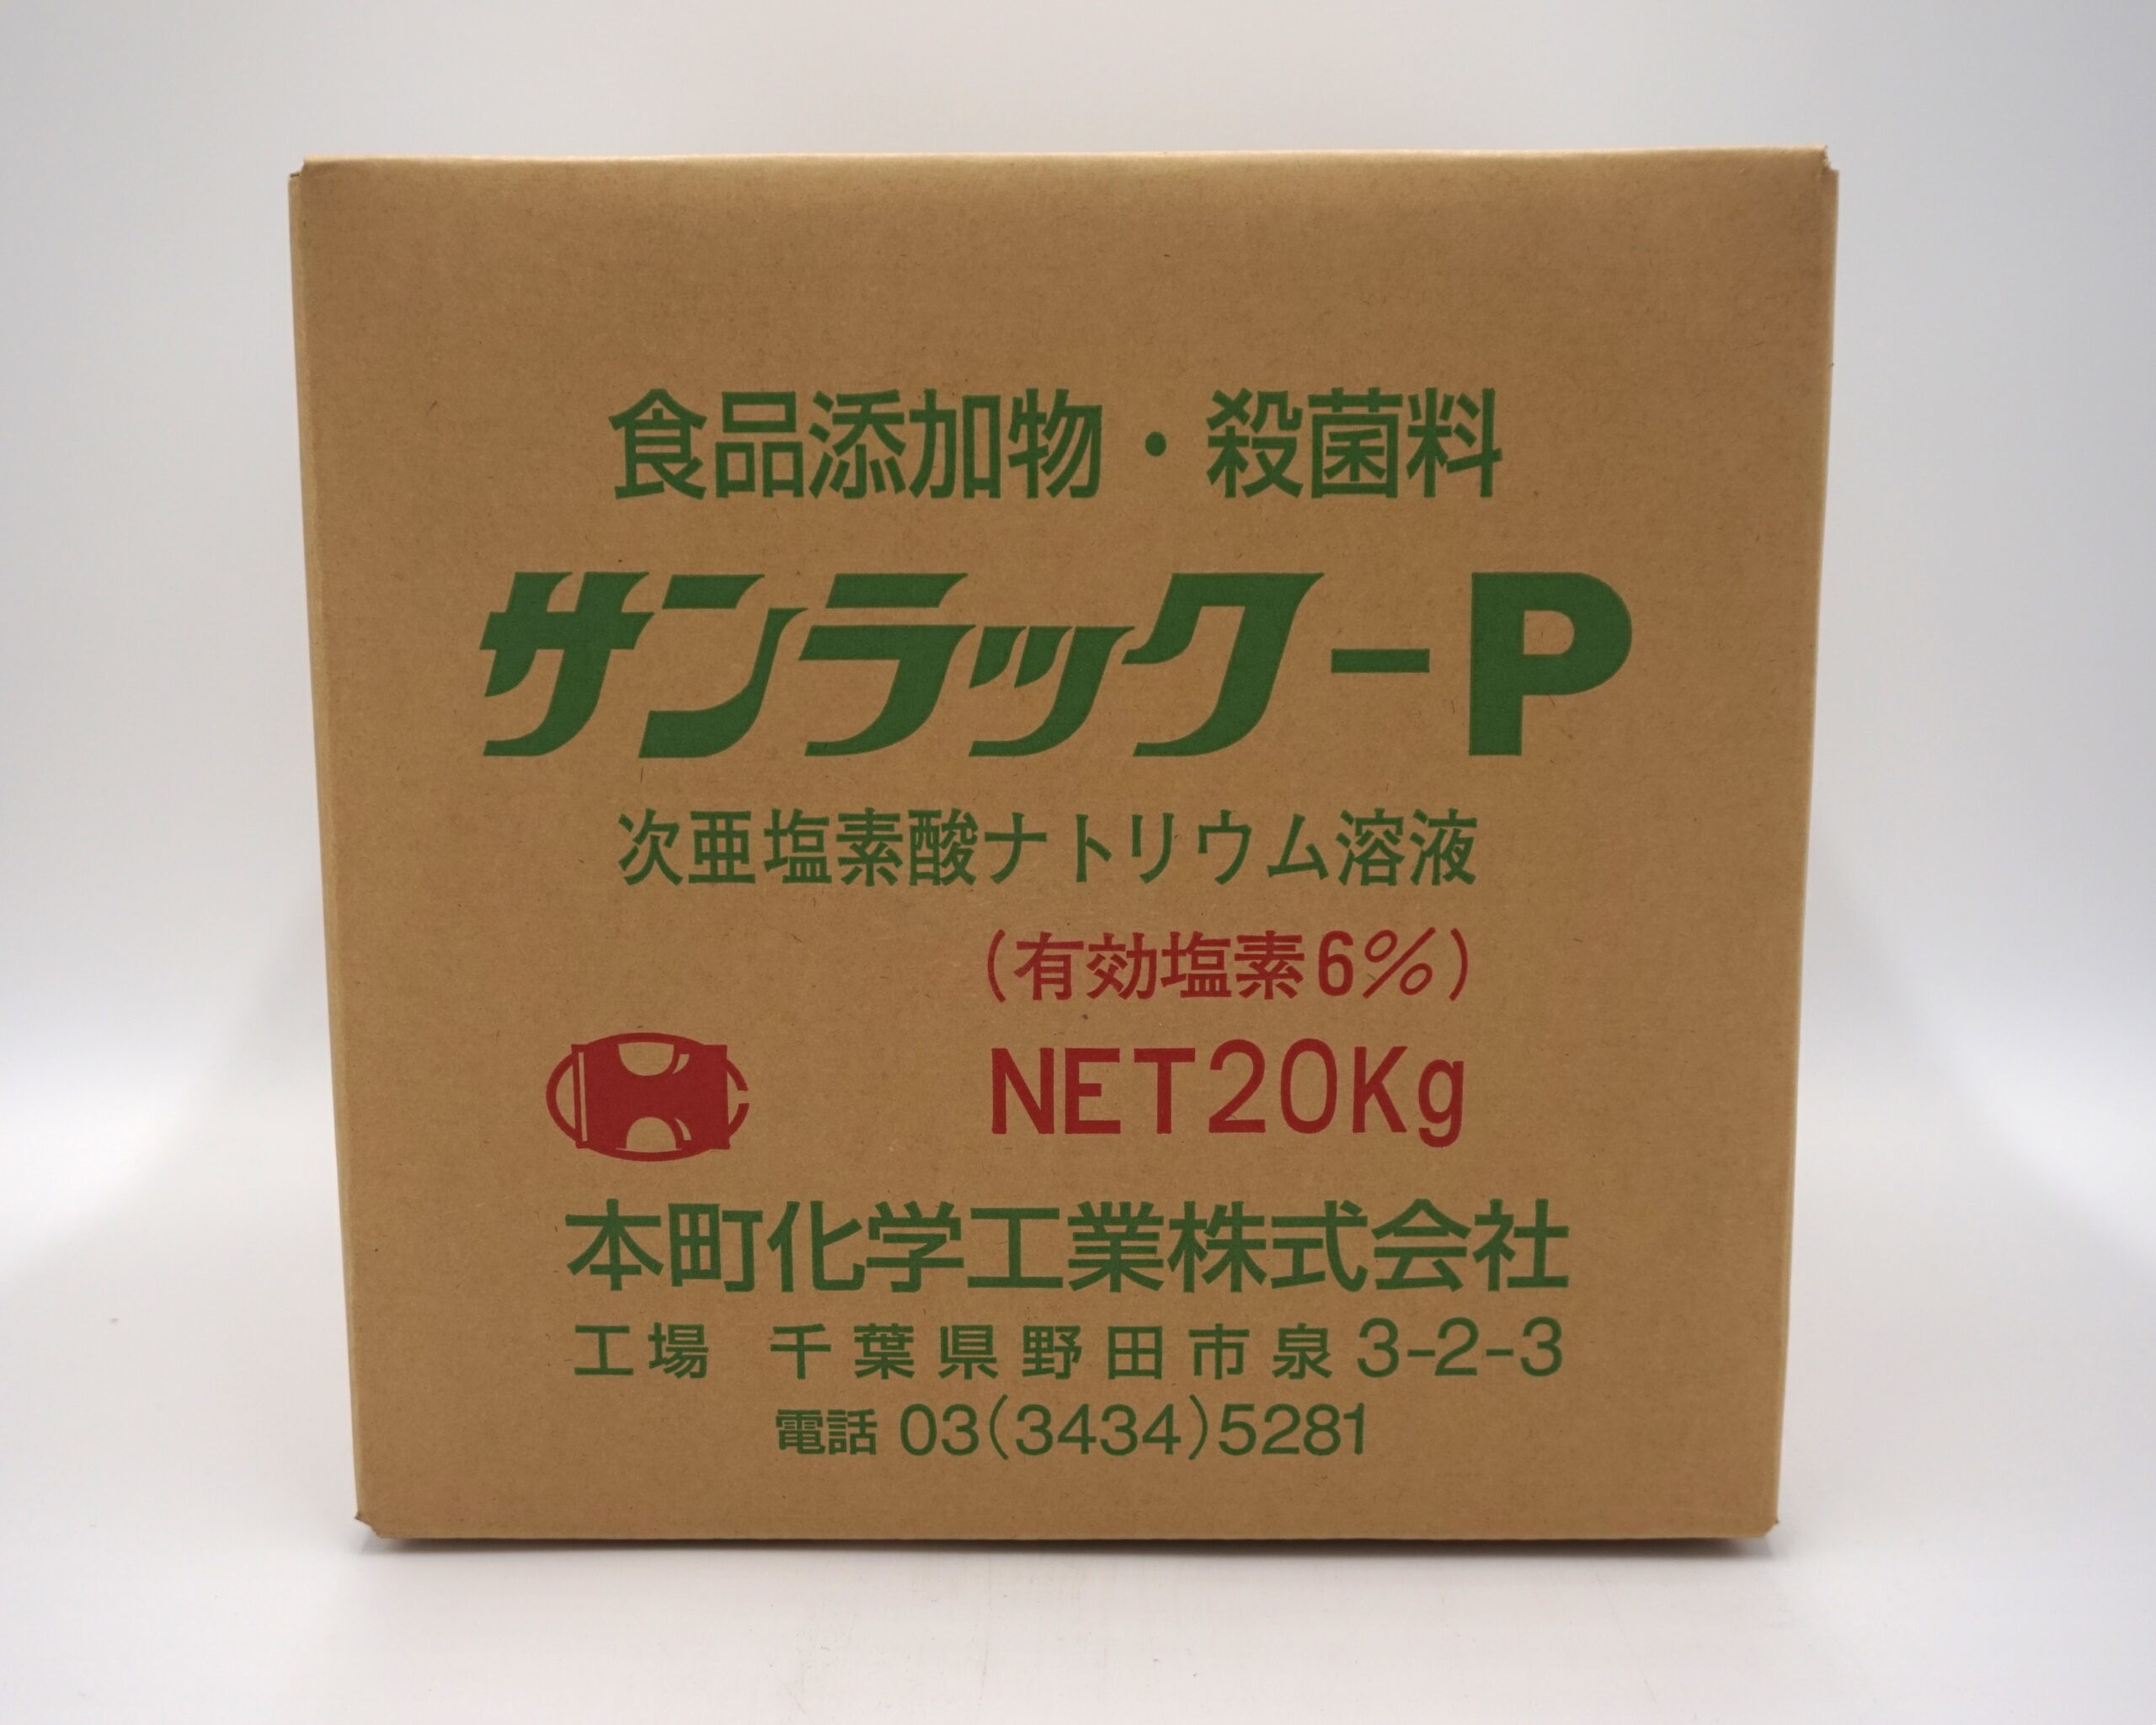 食品添加物・殺菌料
サンラック-P
次亜塩素酸ナトリウム溶液
(有効塩素6%)
NET20Kg
本町化学工業株式会社
工場 千葉県野田市泉3-2-3
電話 03(3434)5281